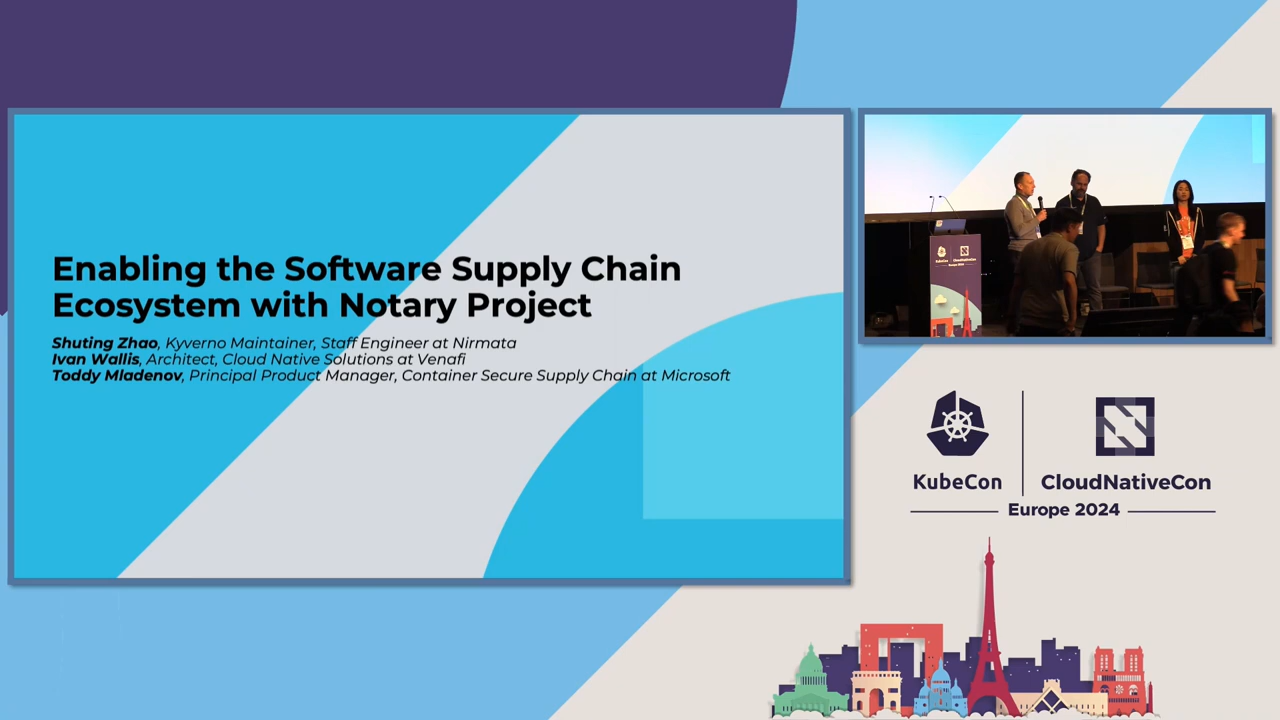 Enabling the Software Supply Chain
Ecosystem with Notary Project
Shuting Zhao, Kyverno Maintainer, Staff Engineer at Nirmata
Ivan Wallis, Architect, Cloud Native Solutions at Venafi
Toddy Mladenov, Principal Product Manager, Container Secure Supply Chain at Microsoft
KubeCon
CloudNativeCon
KubeCon
CloudNativeCon
Europe 2024